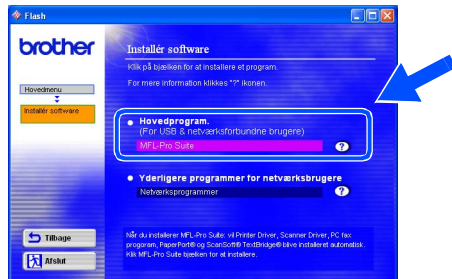 Flash
brother
Installér software
Klik på bjælken for at installere et program.
For mere information klikkes "?" ikonen.
Hovedmenu
Installér software
Hovedprogram.
(For USB & netværksforbundne brugere)
MFL-Pro Suite
?
Yderligere programmer for netværksbrugere
Netværksprogrammer
?
Når du installerer MFL-Pro Suite: vil Printer Driver, Scanner Driver, PC fax
progoram, PaperPort® og ScanSoft® TextBridge® blive installeret automatisk.
Klik MFL-Pro Suite bjælken for at installere.
Tilbage
Afslut